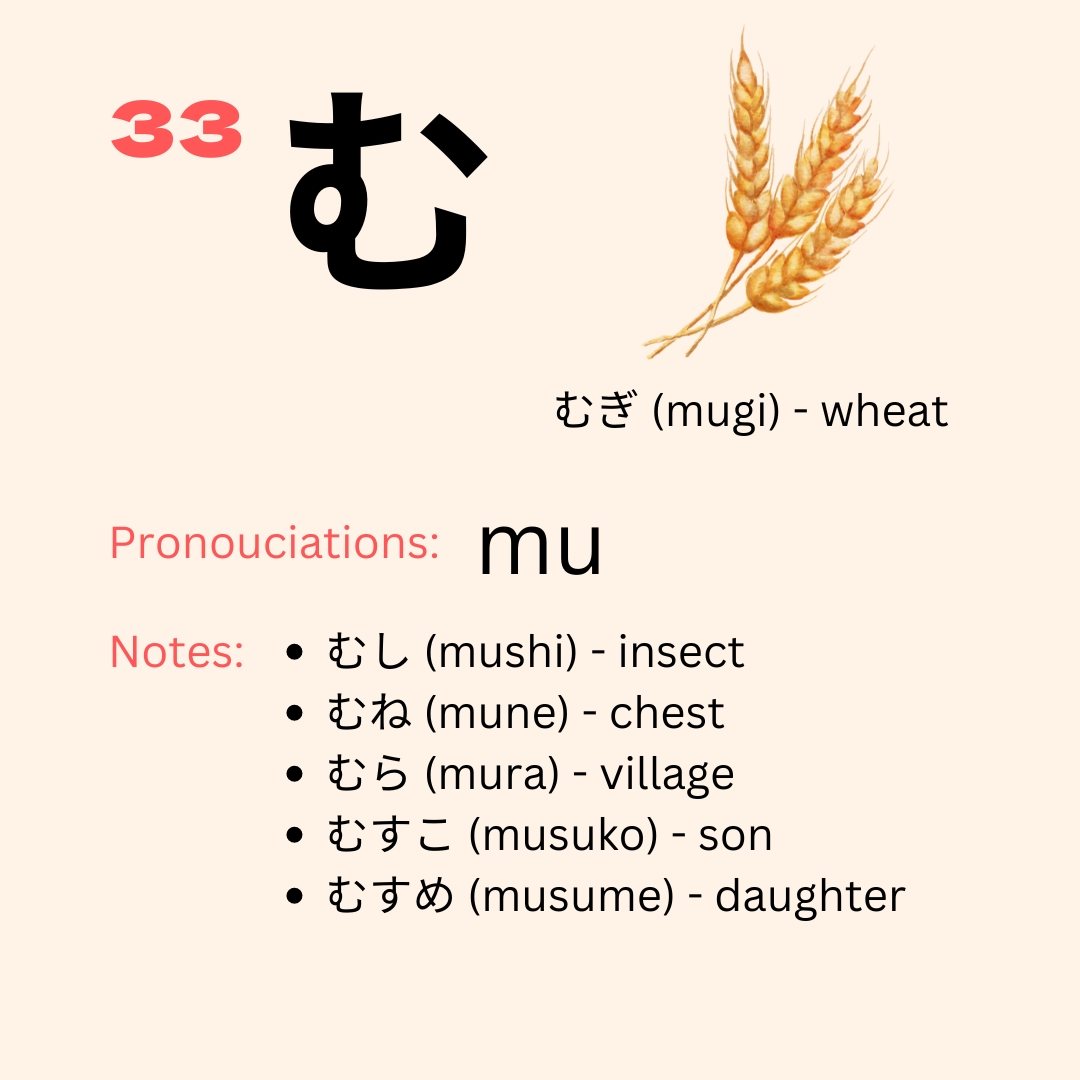 33 む
むぎ (mugi) - wheat
Pronouciations: mu
Notes: • むし (mushi) - insect
• むね (mune) - chest
• むら (mura) - village
• むすこ (musuko) - son
• むすめ (musume) - daughter